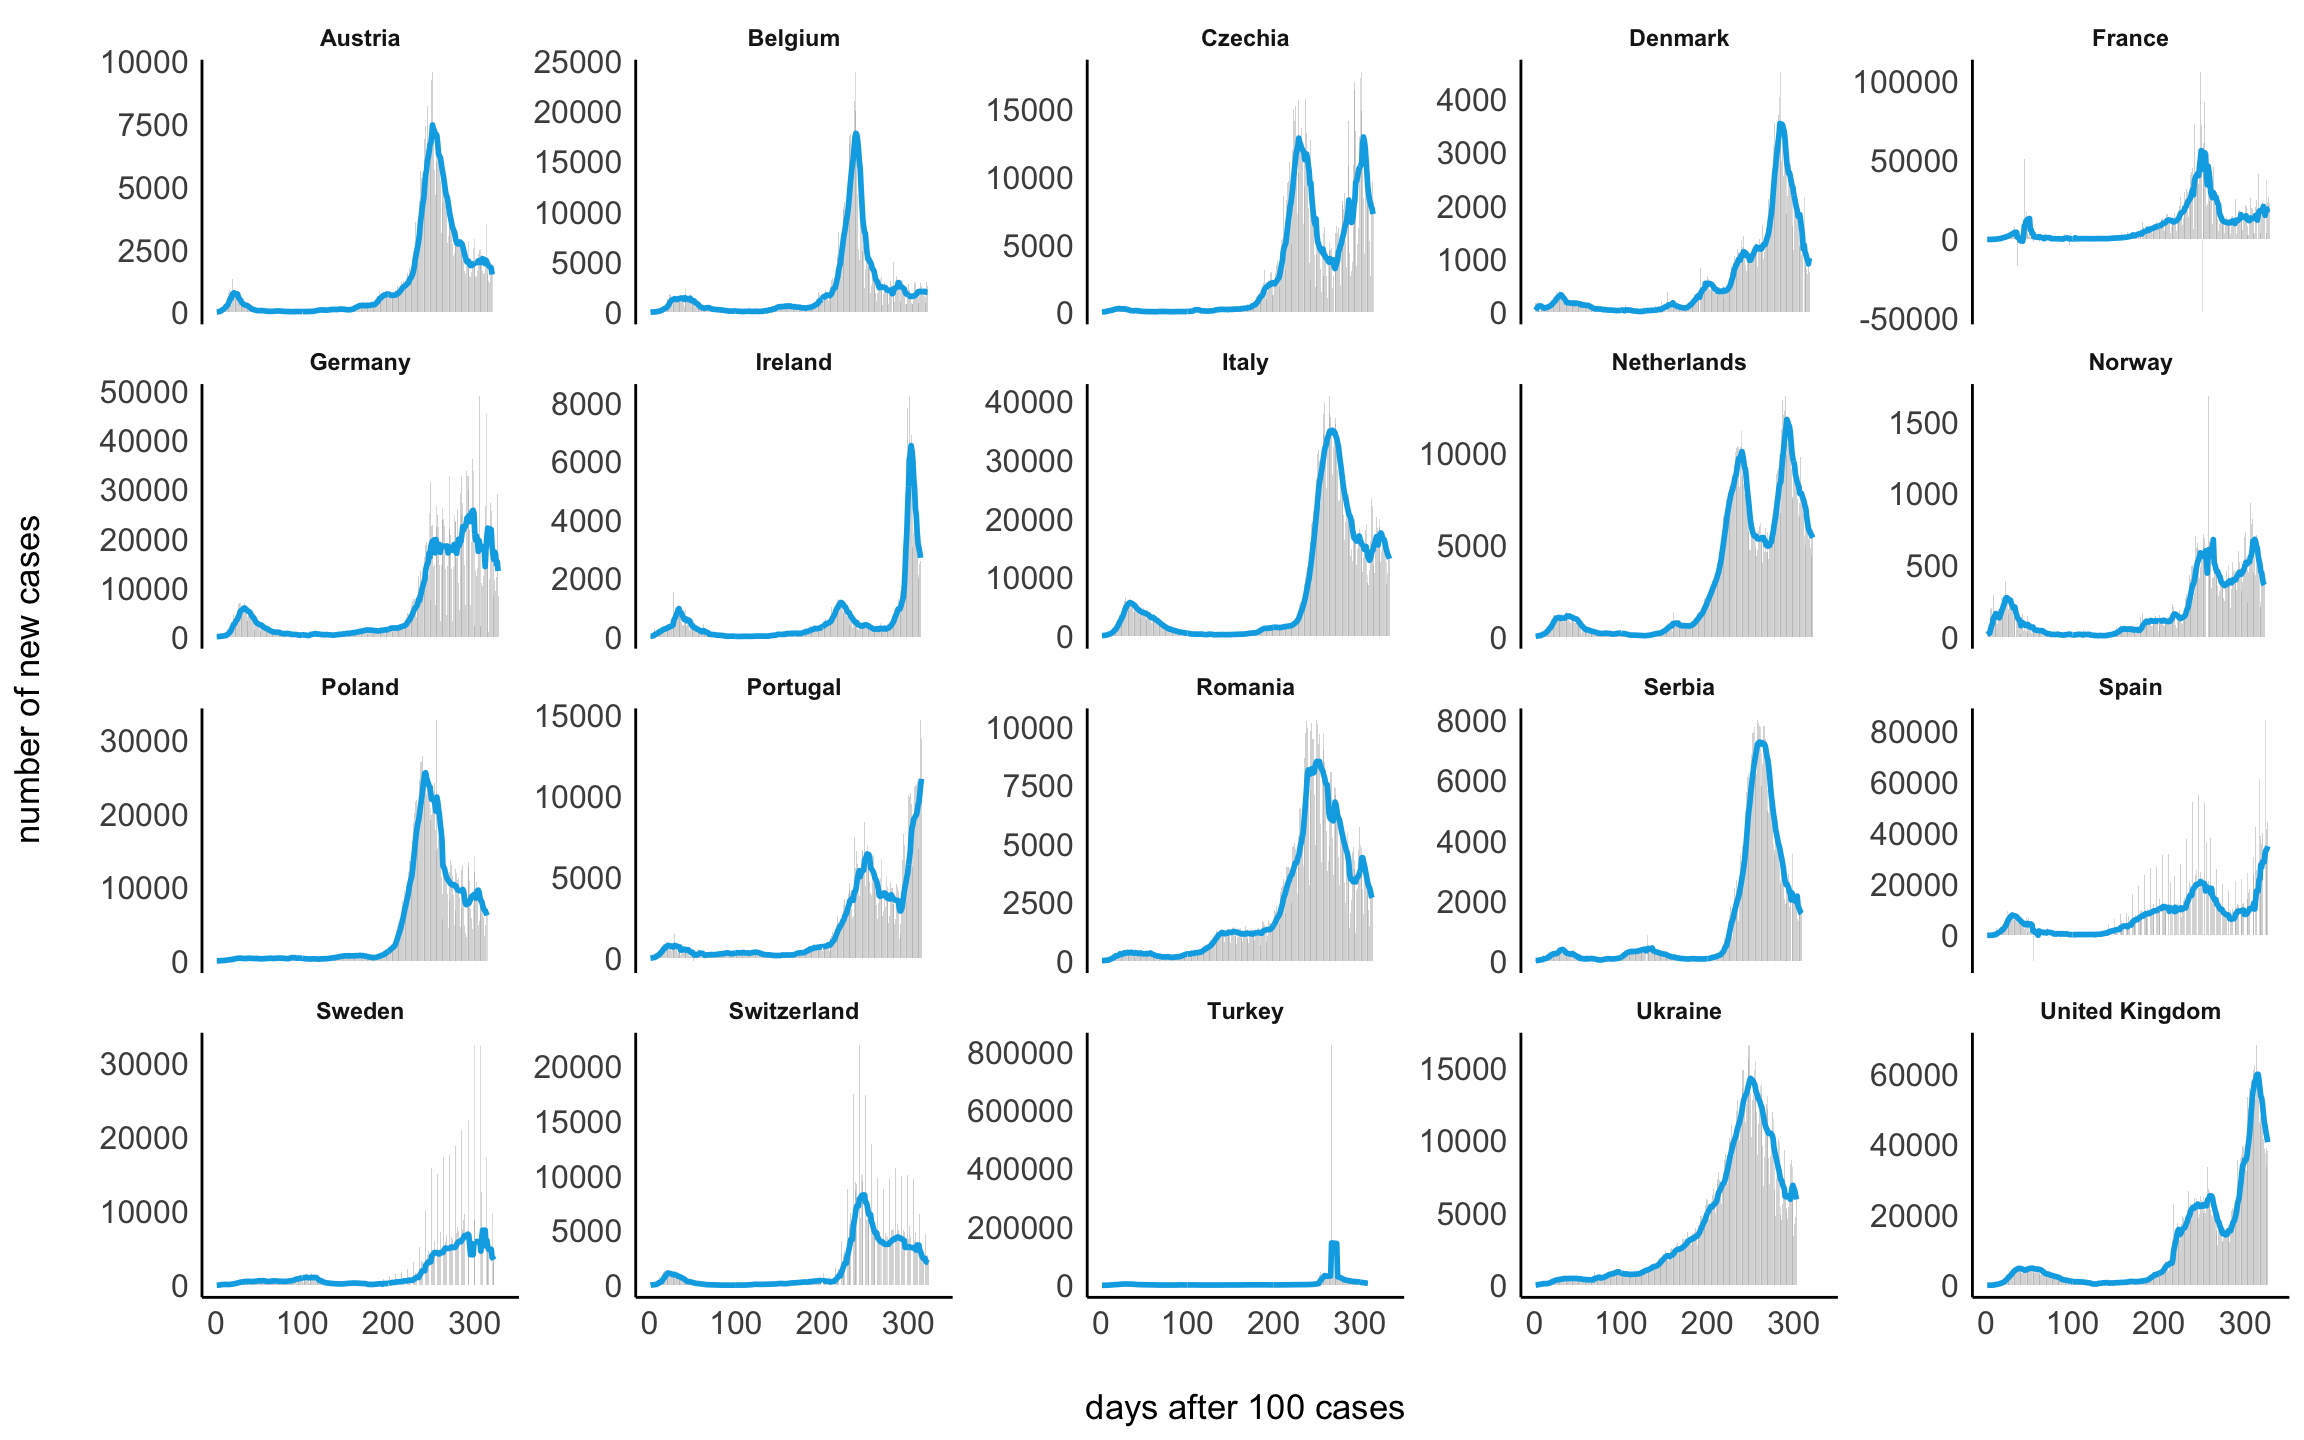 Austria Belgium Czechia Denmark France
10000 7500 5000 2500 0
25000 20000 15000 10000 5000 0
15000 10000 5000 0
4000 3000 2000 1000 0
100000 50000 0 -50000
Germany Ireland Italy Netherlands Norway
50000 40000 30000 20000 10000 0
8000 6000 4000 2000 0
40000 30000 20000 10000 0
10000 5000 0
1500 1000 500 0
Poland Portugal Romania Serbia Spain
30000 20000 10000 0
15000 10000 5000 0
10000 7500 5000 2500 0
8000 6000 4000 2000 0
80000 60000 40000 20000 0
Sweden Switzerland Turkey Ukraine United Kingdom
30000 20000 10000 0
20000 15000 10000 5000 0
800000 600000 400000 200000 0
15000 10000 5000 0
60000 40000 20000 0
0 100 200 300 0 100 200 300 0 100 200 300 0 100 200 300 0 100 200 300
number of new cases
days after 100 cases